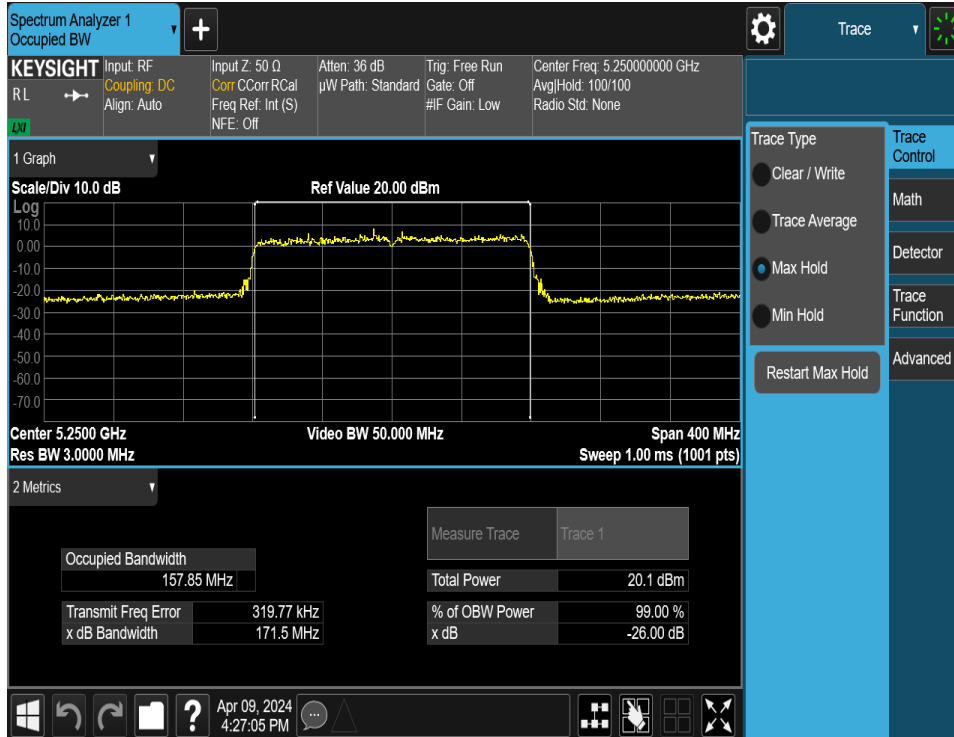 Spectrum Analyzer 1
Occupied BW
+
Trace
KEYSIGHT
R L
LXI
Input: RF
Coupling: DC
Align: Auto
Input Z: 50 Ω
Corr CCorr RCal
Freq Ref: Int (S)
NFE: Off
Atten: 36 dB
µW Path: Standard
Trig: Free Run
Gate: Off
#IF Gain: Low
Center Freq: 5.250000000 GHz
Avg|Hold: 100/100
Radio Std: None
1 Graph
Scale/Div 10.0 dB
Ref Value 20.00 dBm
Log
10.0
0.00
-10.0
-20.0
-30.0
-40.0
-50.0
-60.0
-70.0
Center 5.2500 GHz
Video BW 50.000 MHz
Span 400 MHz
Res BW 3.0000 MHz
Sweep 1.00 ms (1001 pts)
2 Metrics
Measure Trace
Trace 1
Occupied Bandwidth
157.85 MHz
Total Power
20.1 dBm
Transmit Freq Error
319.77 kHz
% of OBW Power
99.00 %
x dB Bandwidth
171.5 MHz
x dB
-26.00 dB
Trace Type
Clear / Write
Trace Average
Max Hold
Min Hold
Restart Max Hold
Trace
Control
Math
Detector
Trace
Function
Advanced
?
Apr 09, 2024
4:27:05 PM